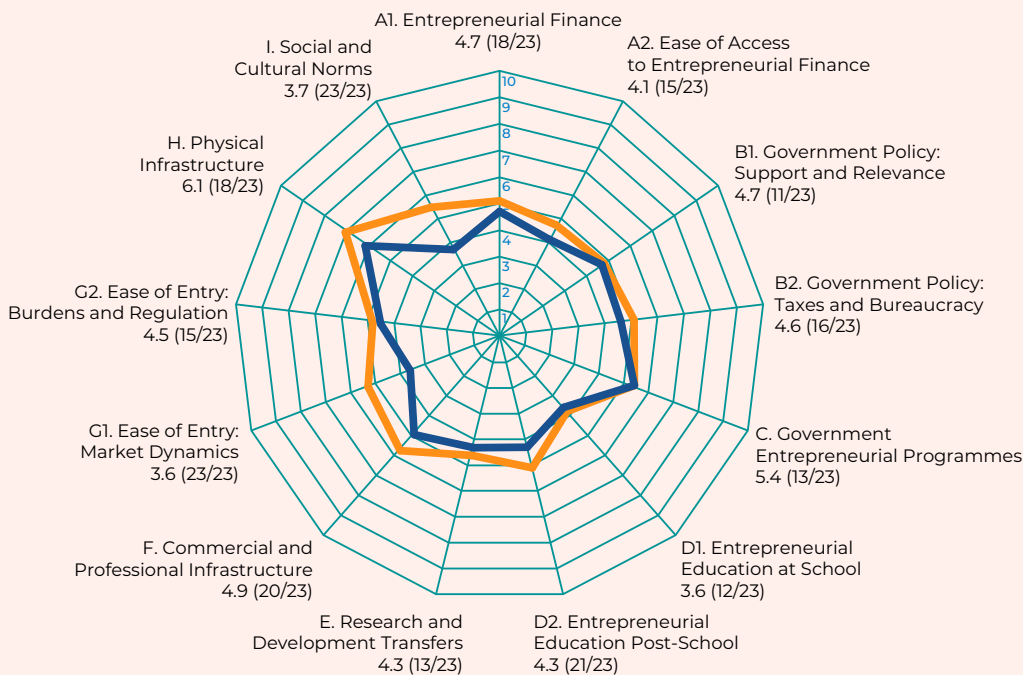 A1. Entrepreneurial Finance
4.7 (18/23)
A2. Ease of Access
to Entrepreneurial Finance
4.1 (15/23)
B1. Government Policy:
Support and Relevance
4.7 (11/23)
B2. Government Policy:
Taxes and Bureaucracy
4.6 (16/23)
C. Government
Entrepreneurial Programmes
5.4 (13/23)
D1. Entrepreneurial
Education at School
3.6 (12/23)
D2. Entrepreneurial
Education Post-School
4.3 (21/23)
E. Research and
Development Transfers
4.3 (13/23)
F. Commercial and
Professional Infrastructure
4.9 (20/23)
G1. Ease of Entry:
Market Dynamics
3.6 (23/23)
G2. Ease of Entry:
Burdens and Regulation
4.5 (15/23)
H. Physical
Infrastructure
6.1 (18/23)
I. Social and
Cultural Norms
3.7 (23/23)
10
9
8
7
6
4
3
2
1